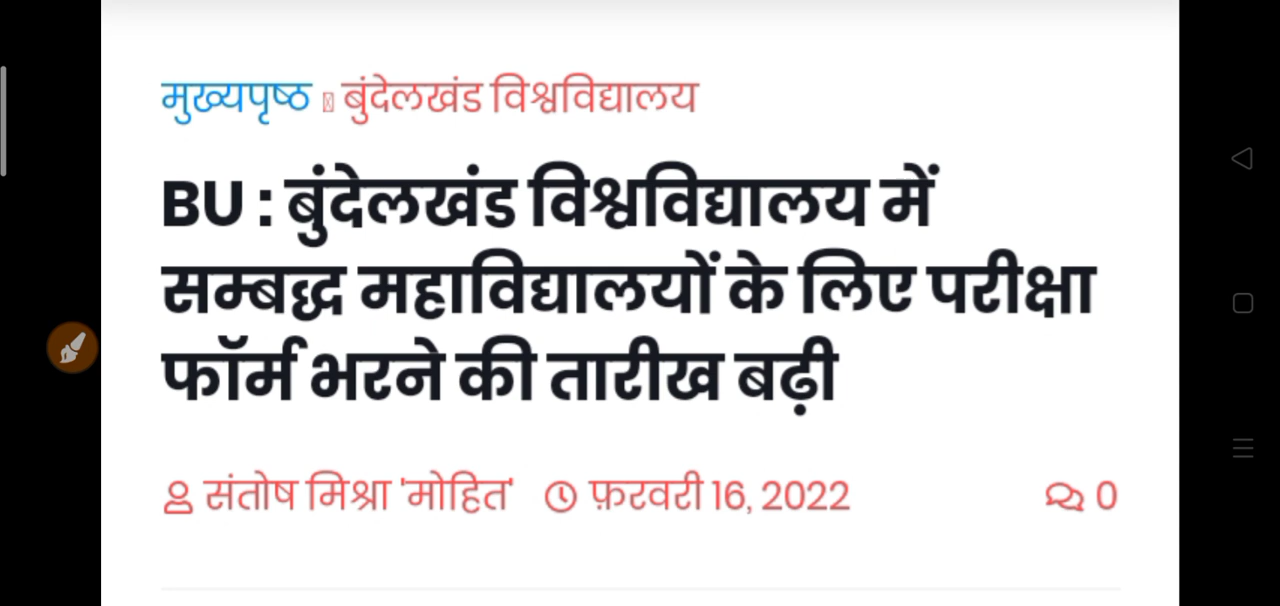 मुख्यपृष्ठ बुंदेलखंड विश्वविद्यालय
BU : बुंदेलखंड विश्वविद्यालय में
सम्बद्ध महाविद्यालयों के लिए परीक्षा
फॉर्म भरने की तारीख बढ़ी
संतोष मिश्रा 'मोहित' फ़रवरी 16, 2022 0